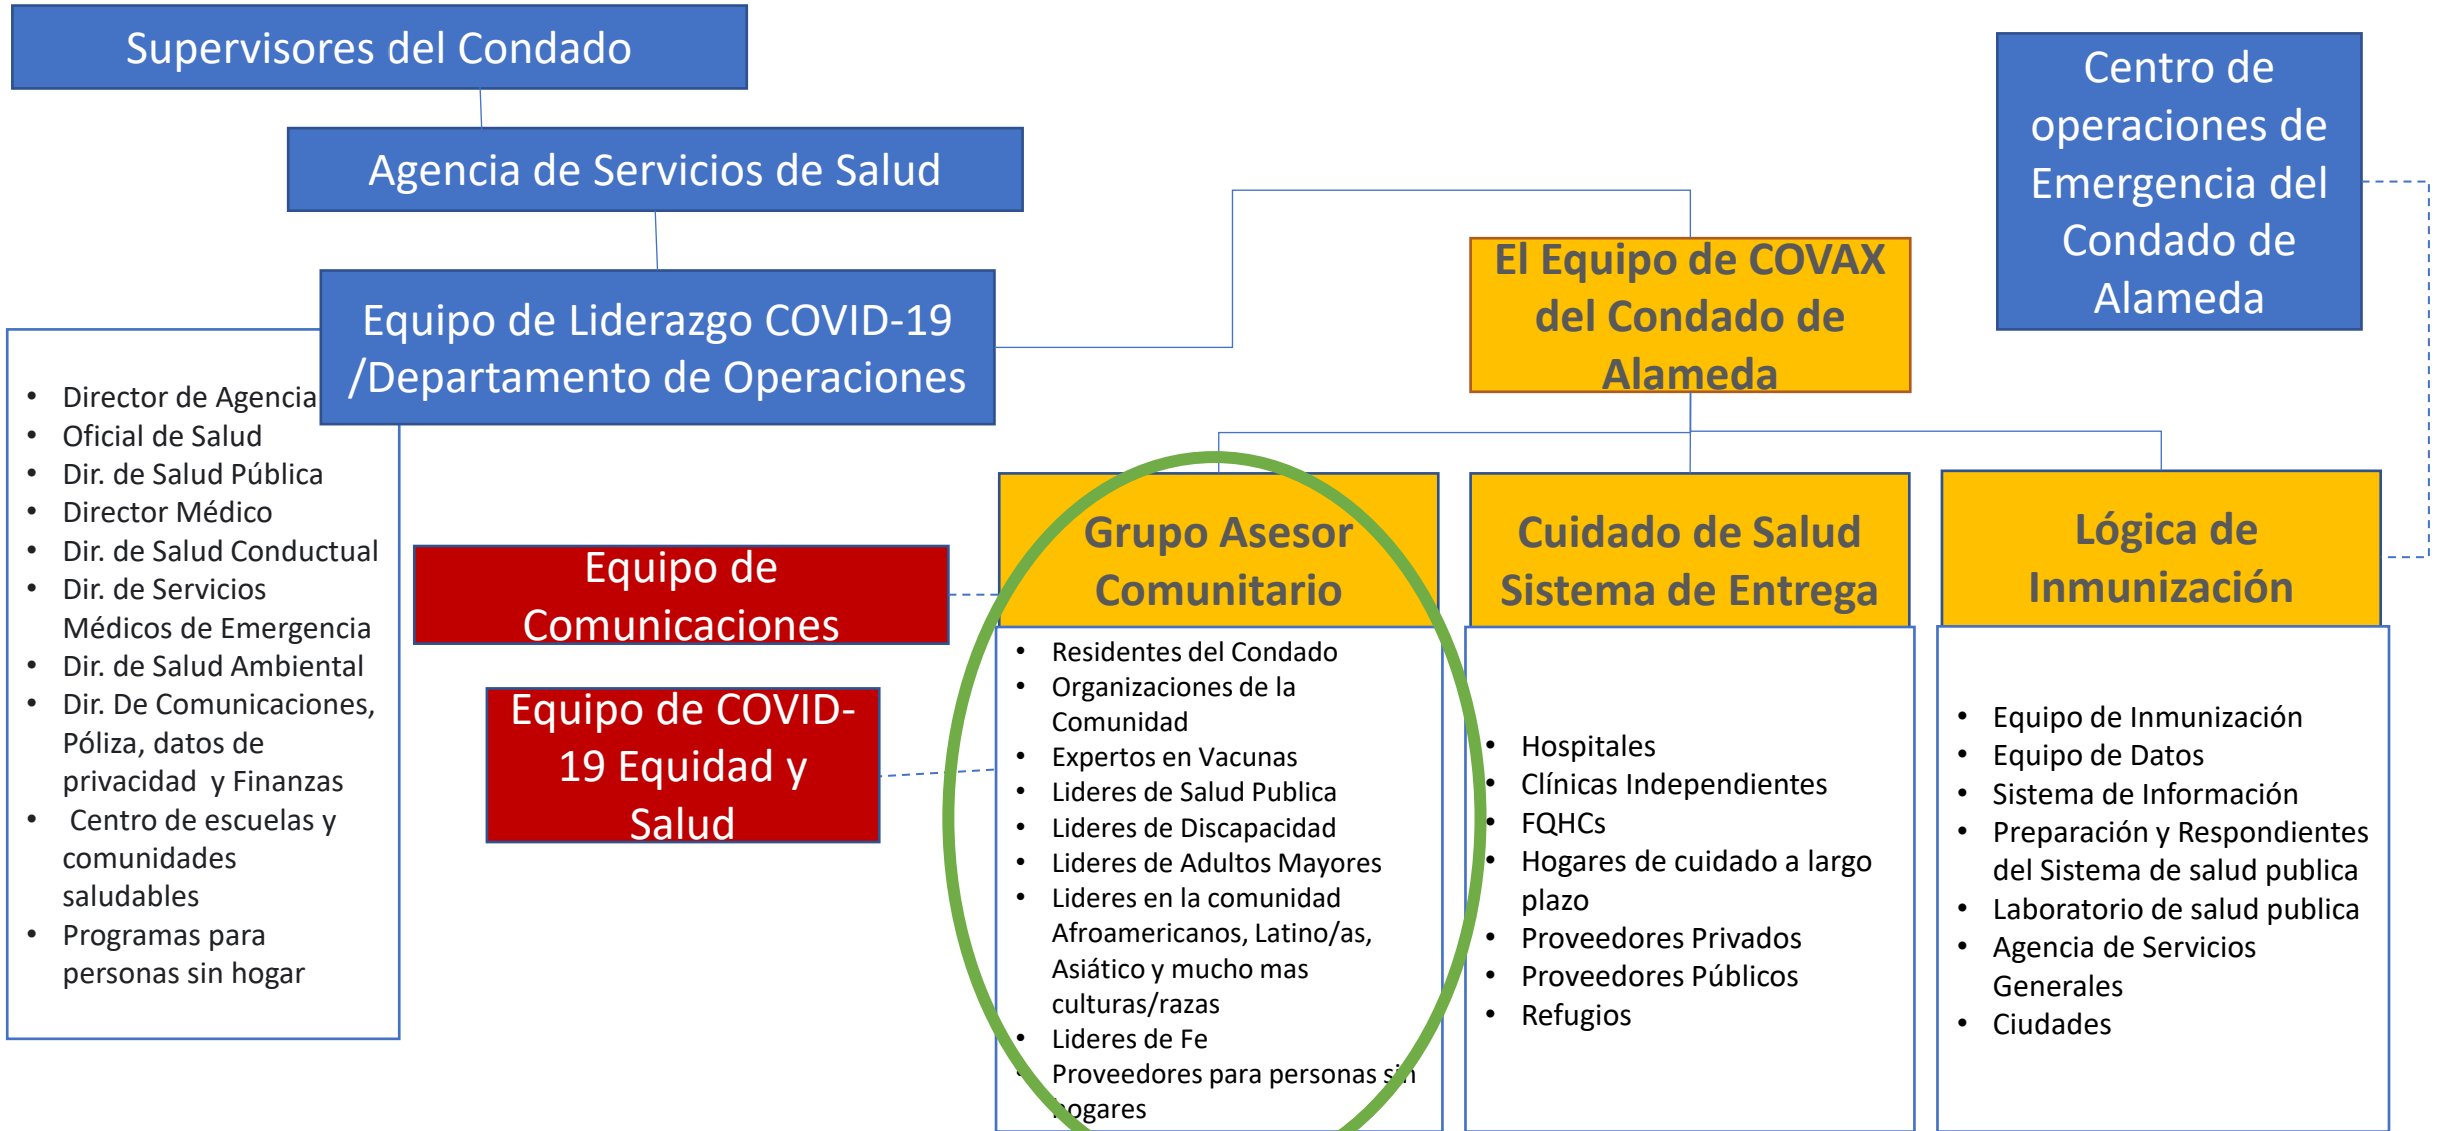 Supervisores del Condado
Agencia de Servicios de Salud
Equipo de Liderazgo COVID-19
/Departamento de Operaciones
• Director de Agencia
• Oficial de Salud
• Dir. de Salud Pública
• Director Médico
• Dir. de Salud Conductual
• Dir. de Servicios
Médicos de Emergencia
• Dir. de Salud Ambiental
• Dir. De Comunicaciones,
Póliza, datos de
privacidad y Finanzas
• Centro de escuelas y
comunidades
saludables
• Programas para
personas sin hogar
Centro de
operaciones de
Emergencia del
Condado de
Alameda
El Equipo de COVAX
del Condado de
Alameda
Equipo de
Comunicaciones
Equipo de COVID-
19 Equidad y
Salud
Grupo Asesor
Comunitario
• Residentes del Condado
• Organizaciones de la
Comunidad
• Expertos en Vacunas
• Lideres de Salud Publica
• Lideres de Discapacidad
• Lideres de Adultos Mayores
• Lideres en la comunidad
Afroamericanos, Latino/as,
Asiático y mucho mas
culturas/razas
• Lideres de Fe
• Proveedores para personas sin
hogares
Cuidado de Salud
Sistema de Entrega
• Hospitales
• Clínicas Independientes
• FQHCs
• Hogares de cuidado a largo
plazo
• Proveedores Privados
• Proveedores Públicos
• Refugios
Lógica de
Inmunización
• Equipo de Inmunización
• Equipo de Datos
• Sistema de Información
• Preparación y Respondientes
del Sistema de salud publica
• Laboratorio de salud publica
• Agencia de Servicios
Generales
• Ciudades